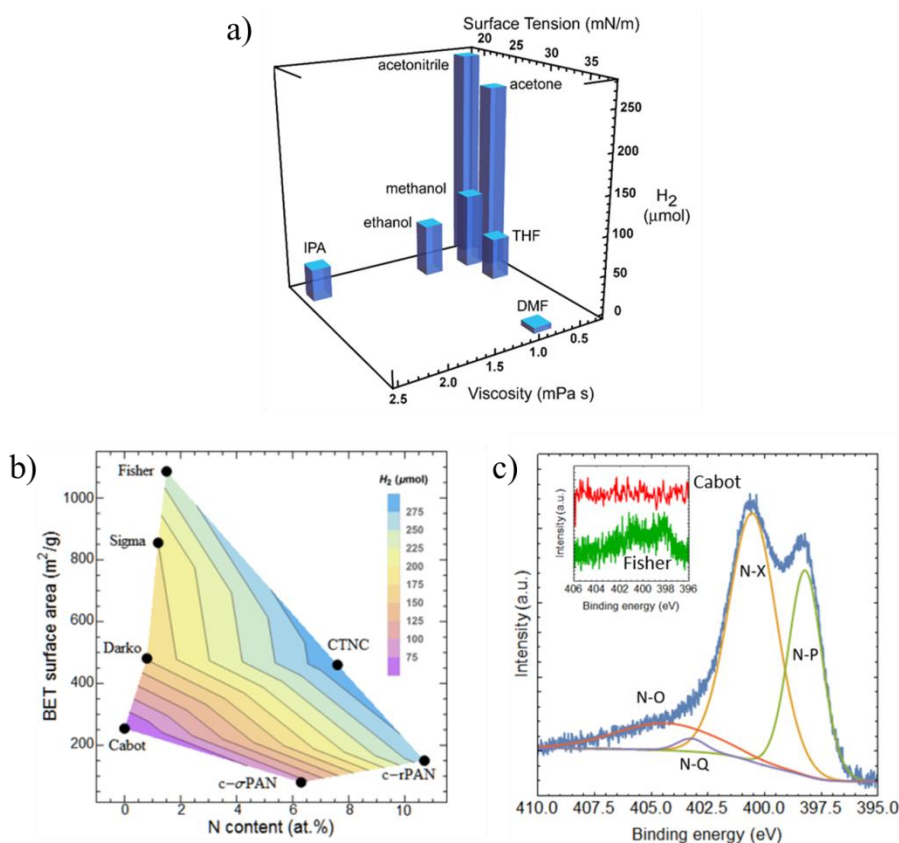 a)
Surface Tension (mN/m)
20
25
30
35
acetonitrile
acetone
250
200
150
100
50
0
H2
(μmol)
methanol
ethanol
THF
IPA
DMF
0.5
1.0
1.5
2.0
2.5
Viscosity (mPa s)
b)
Fisher
H2 (μmol)
275
250
225
200
175
150
125
100
75
1000
800
600
400
200
BET surface area (m2/g)
Sigma
Darko
CTNC
Cabot
c-σPAN
c-rPAN
0
2
4
6
8
10
N content (at.%)
c)
Cabot
Fisher
Intensity (a.u.)
406 404 402 400 398 396
Binding energy (eV)
N-X
N-P
N-O
N-Q
Intensity (a.u.)
410.0 407.5 405.0 402.5 400.0 397.5 395.0
Binding energy (eV)